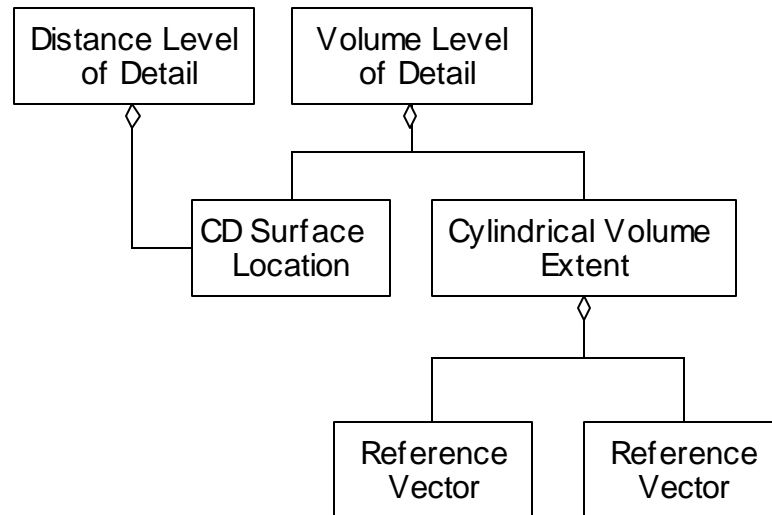 Distance Level
of Detail
Volume Level
of Detail
CD Surface
Location
Cylindrical Volume
Extent
Reference
Vector
Reference
Vector